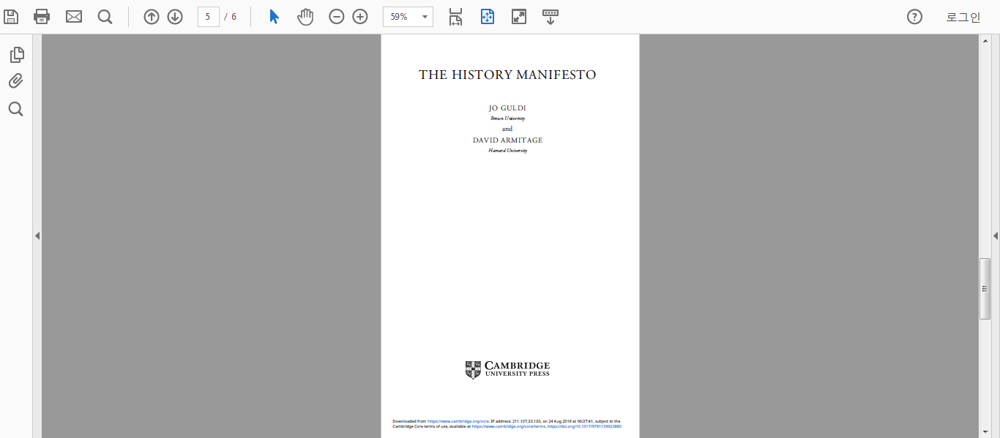 5 / 6
59%
로그인
THE HISTORY MANIFESTO
JO GULDI
Brown University
and
DAVID ARMITAGE
Harvard University
CAMBRIDGE
UNIVERSITY PRESS
Downloaded from https://www.cambridge.org/core. IP address: 211.107.33.130, on 24 Aug 2018 at 06:37:41, subject to the
Cambridge Core terms of use, available at https://www.cambridge.org/core/terms. https://doi.org/10.1017/9781139923880